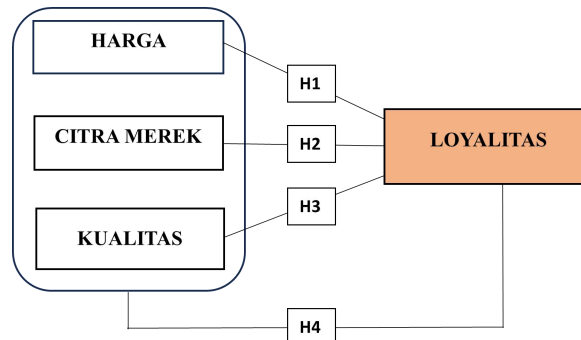 HARGA
H1
CITRA MEREK
H2
LOYALITAS
H3
KUALITAS
H4